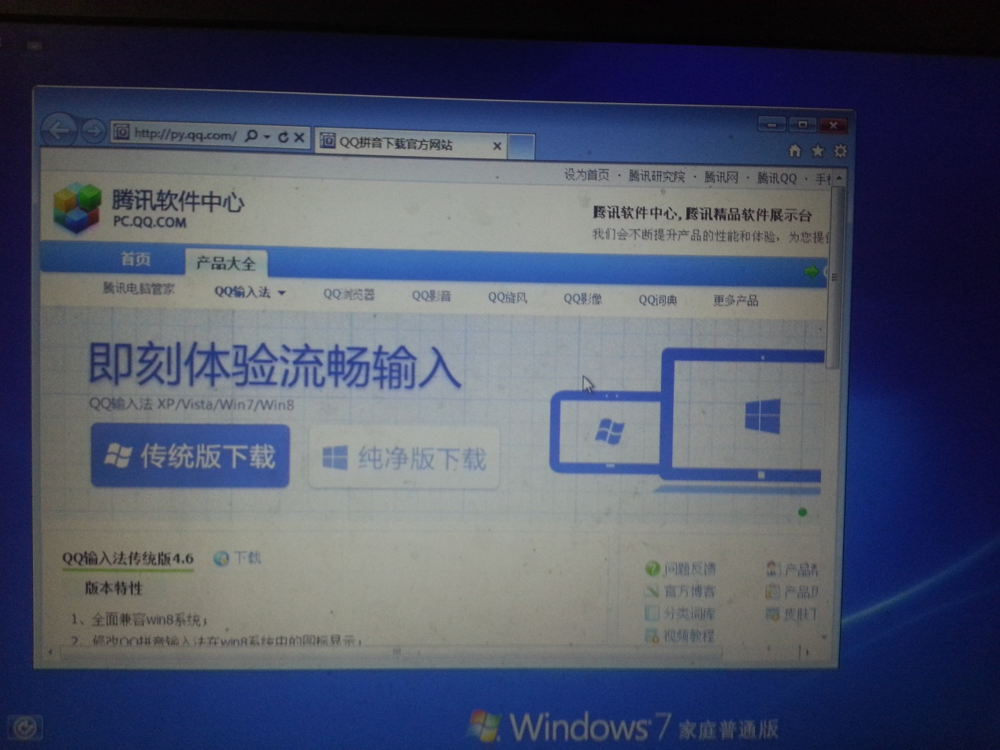 http://py.qq.com/
QQ拼音下载官方网站
设为首页 · 腾讯研究院 · 腾讯网 · 腾讯QQ · 手
腾讯软件中心
PC.QQ.COM
腾讯软件中心,腾讯精品软件展示台
我们会不断提升产品的性能和体验，为您提
首页 产品大全
腾讯电脑管家 QQ输入法 QQ浏览器 QQ影音 QQ旋风 QQ影像 QQ词典 更多产品
即刻体验流畅输入
QQ输入法 XP/Vista/Win7/Win8
传统版下载 纯净版下载
QQ输入法传统版4.6 下载
版本特性
1、全面兼容win8系统；
2、修改QQ拼音输入法在win8系统中的图标显示；
问题反馈 产品
官方博客 产品
分类词库 皮肤
视频教程
Windows 7 家庭普通版